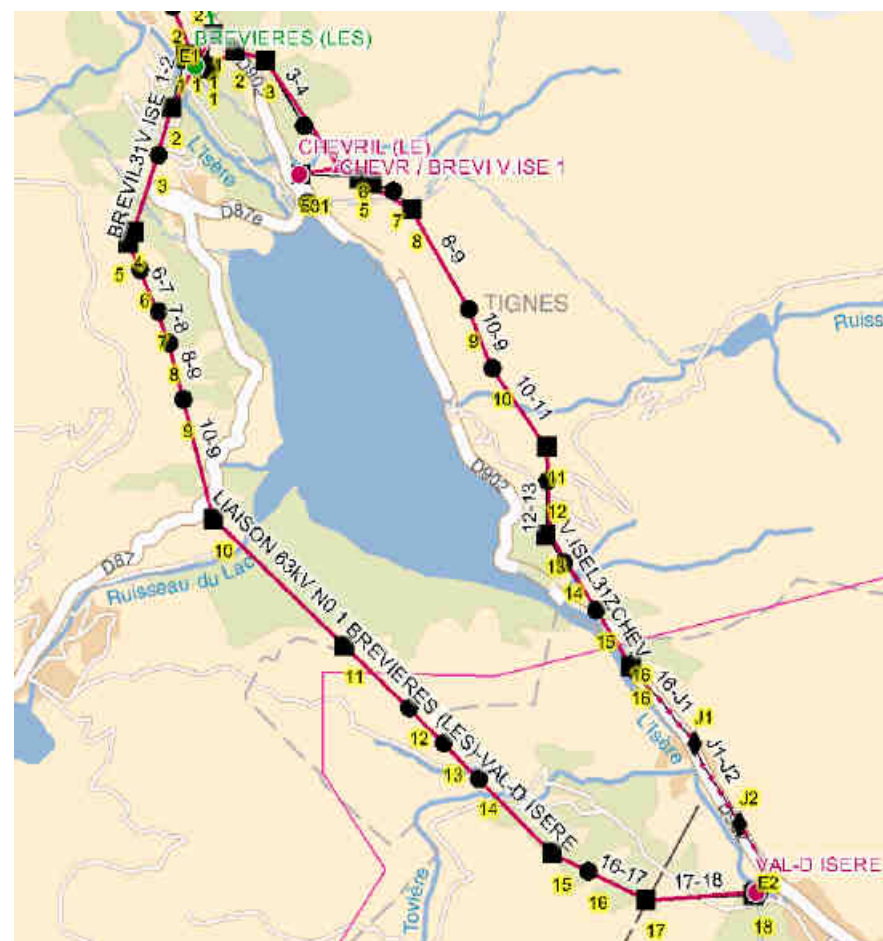 2
2
BREVIERES (LES)
E1
1
1
1
2
3
D902
3-4
1-2
2
L'Isère
CHEVRIL (LE)
CHEVR / BREVI V.ISE 1
BREVIL31V.ISE
3
D87e
6
5
7
8
8-9
4
5
6-7
6
7-8
7
8-9
8
TIGNES
Ruiss
9
10-9
10
10-9
9
10-11
D902
11
12-13
12
LIAISON 63kV N0 1 BREVIERES (LES)-VAL-D ISERE
10
D87
Ruisseau du Lac
V.ISEL31ZCHEV
13
14
15
16
16
16-J1
11
J1
L'Isère
J1-J2
12
13
14
J2
15
16-17
16
17-18
VAL-D ISERE
E2
17
18
Tovière